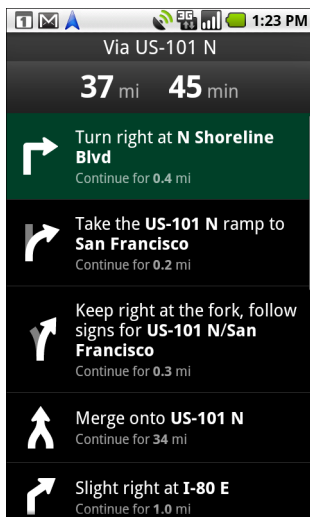 1 3G 1:23 PM
Via US-101 N
37 mi 45 min
Turn right at N Shoreline
Blvd
Continue for 0.4 mi
Take the US-101 N ramp to
San Francisco
Continue for 0.2 mi
Keep right at the fork, follow
signs for US-101 N/San
Francisco
Continue for 0.3 mi
Merge onto US-101 N
Continue for 34 mi
Slight right at I-80 E
Continue for 1.0 mi